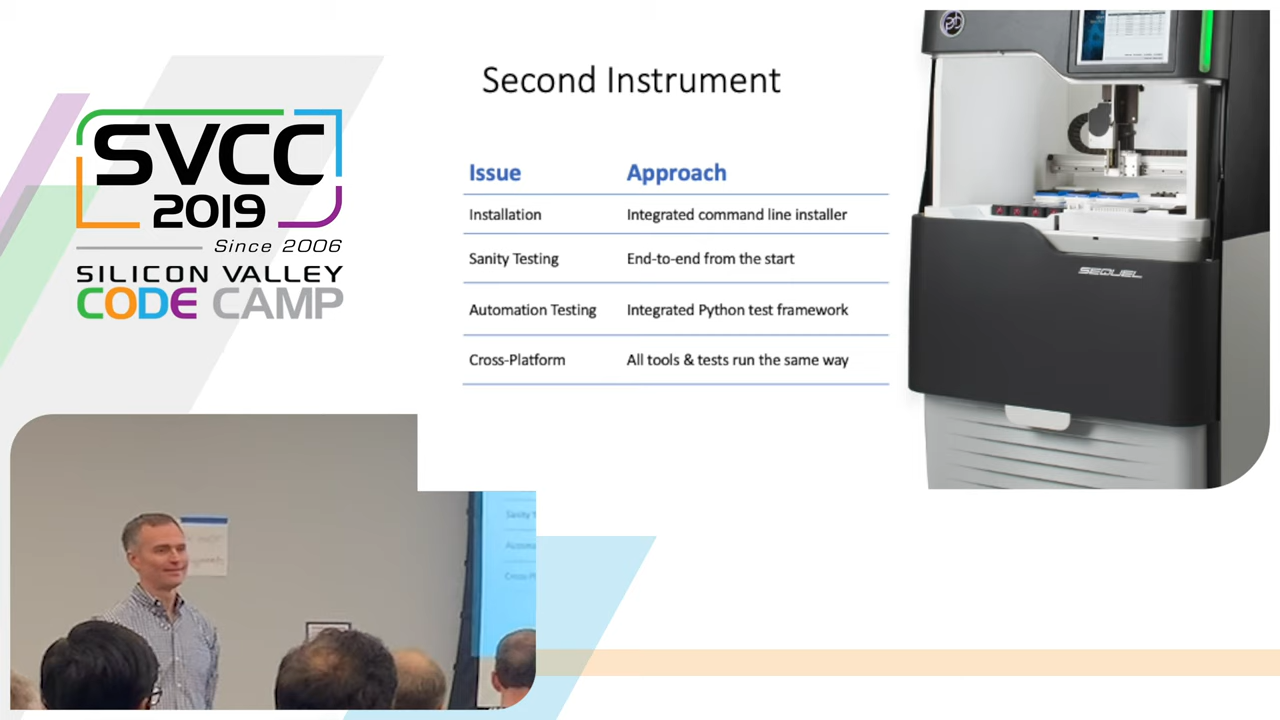 SVCC
2019
Since 2006
SILICON VALLEY
CODE CAMP
Second Instrument
Issue Approach
Installation Integrated command line installer
Sanity Testing End-to-end from the start
Automation Testing Integrated Python test framework
Cross-Platform All tools & tests run the same way
SEQUEL